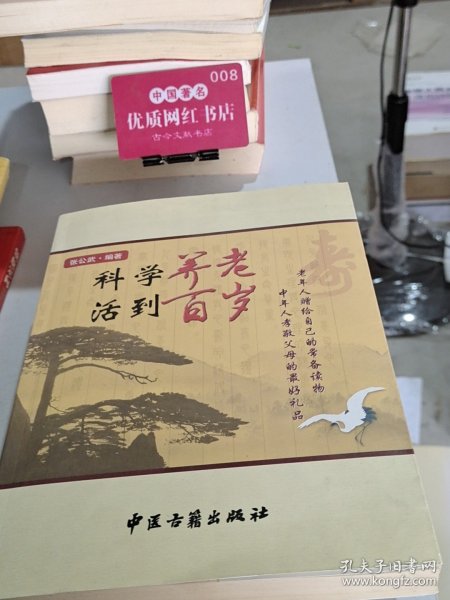 008
中国著名
优质网红书店
古今文献书店
张公武·编著
科学养老
活到百岁
寿
老年人赠给自己的常备读物
中年人孝敬父母的最好礼品
中医古籍出版社
孔夫子旧书网
www.kongfz.com